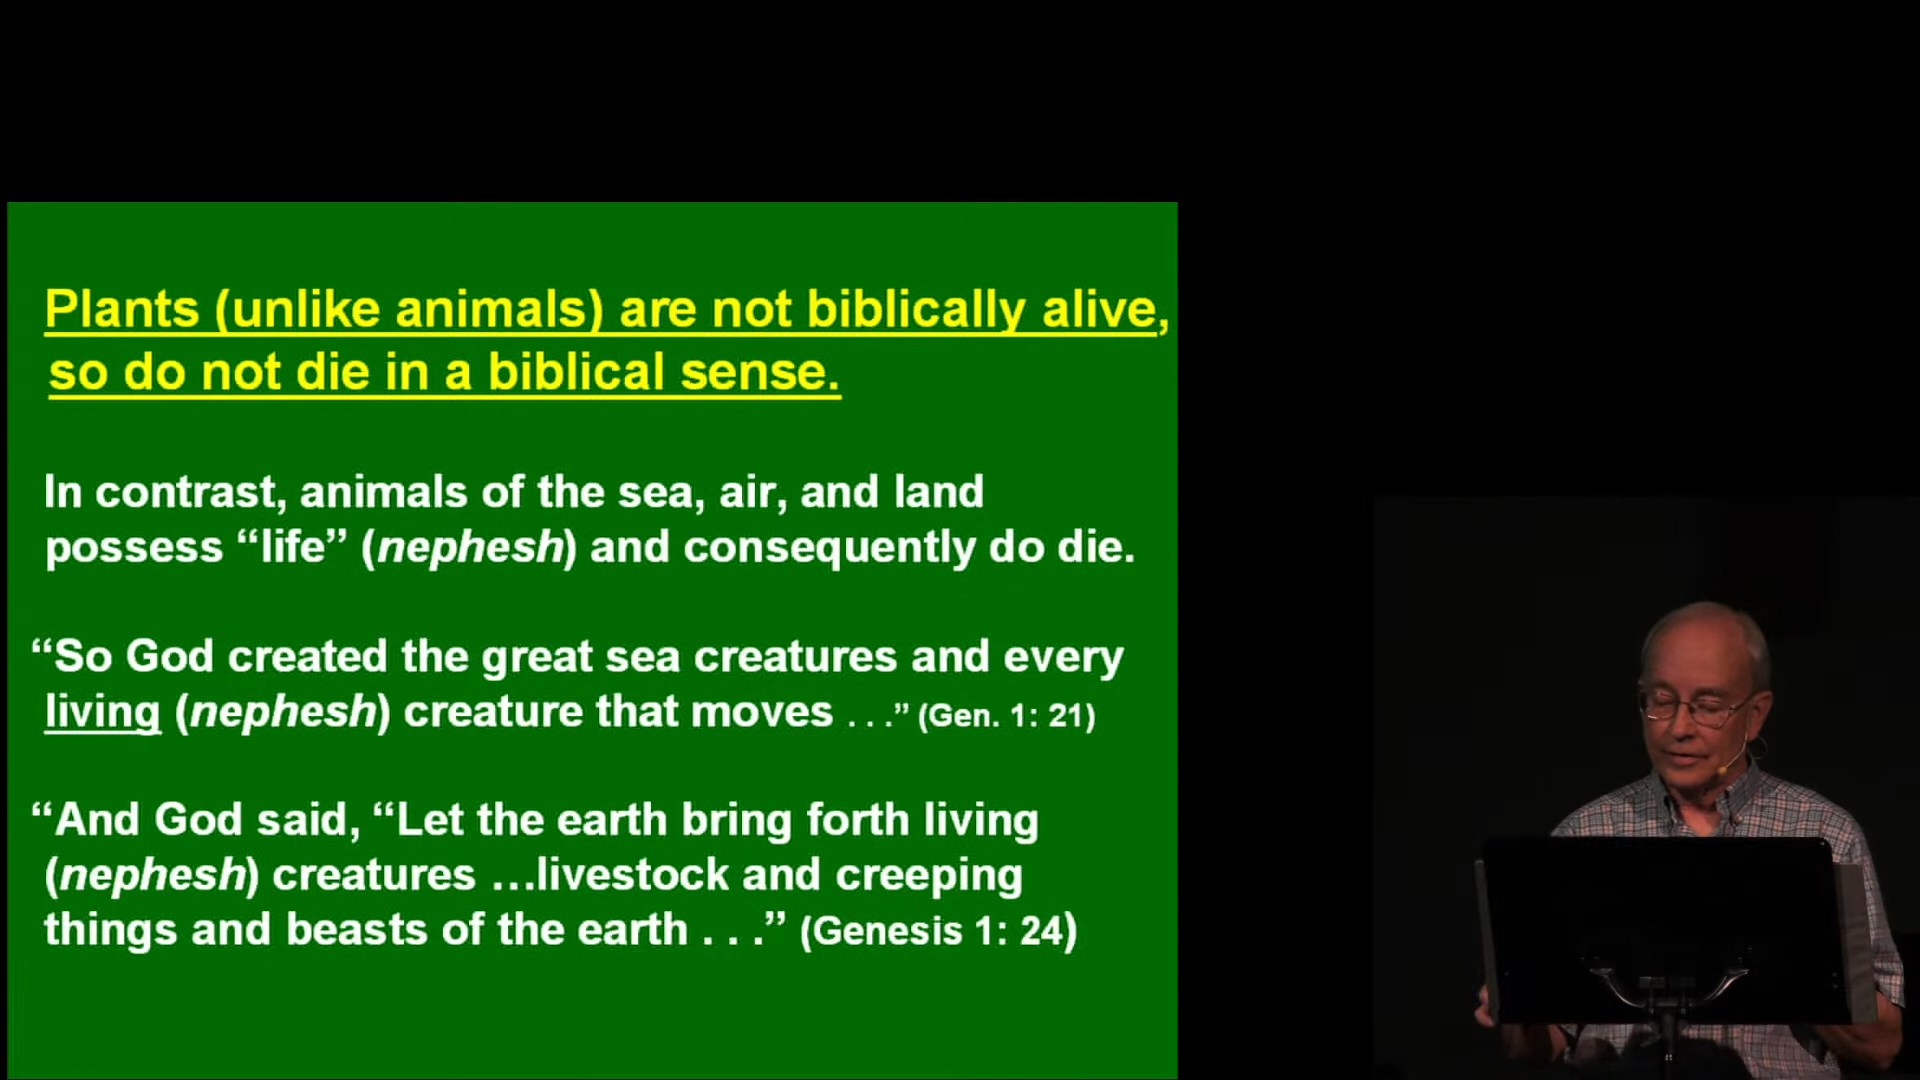 Plants (unlike animals) are not biblically alive,
so do not die in a biblical sense.
In contrast, animals of the sea, air, and land
possess “life” (nephesh) and consequently do die.
“So God created the great sea creatures and every
living (nephesh) creature that moves . . .” (Gen. 1: 21)
“And God said, “Let the earth bring forth living
(nephesh) creatures ...livestock and creeping
things and beasts of the earth . . .” (Genesis 1: 24)